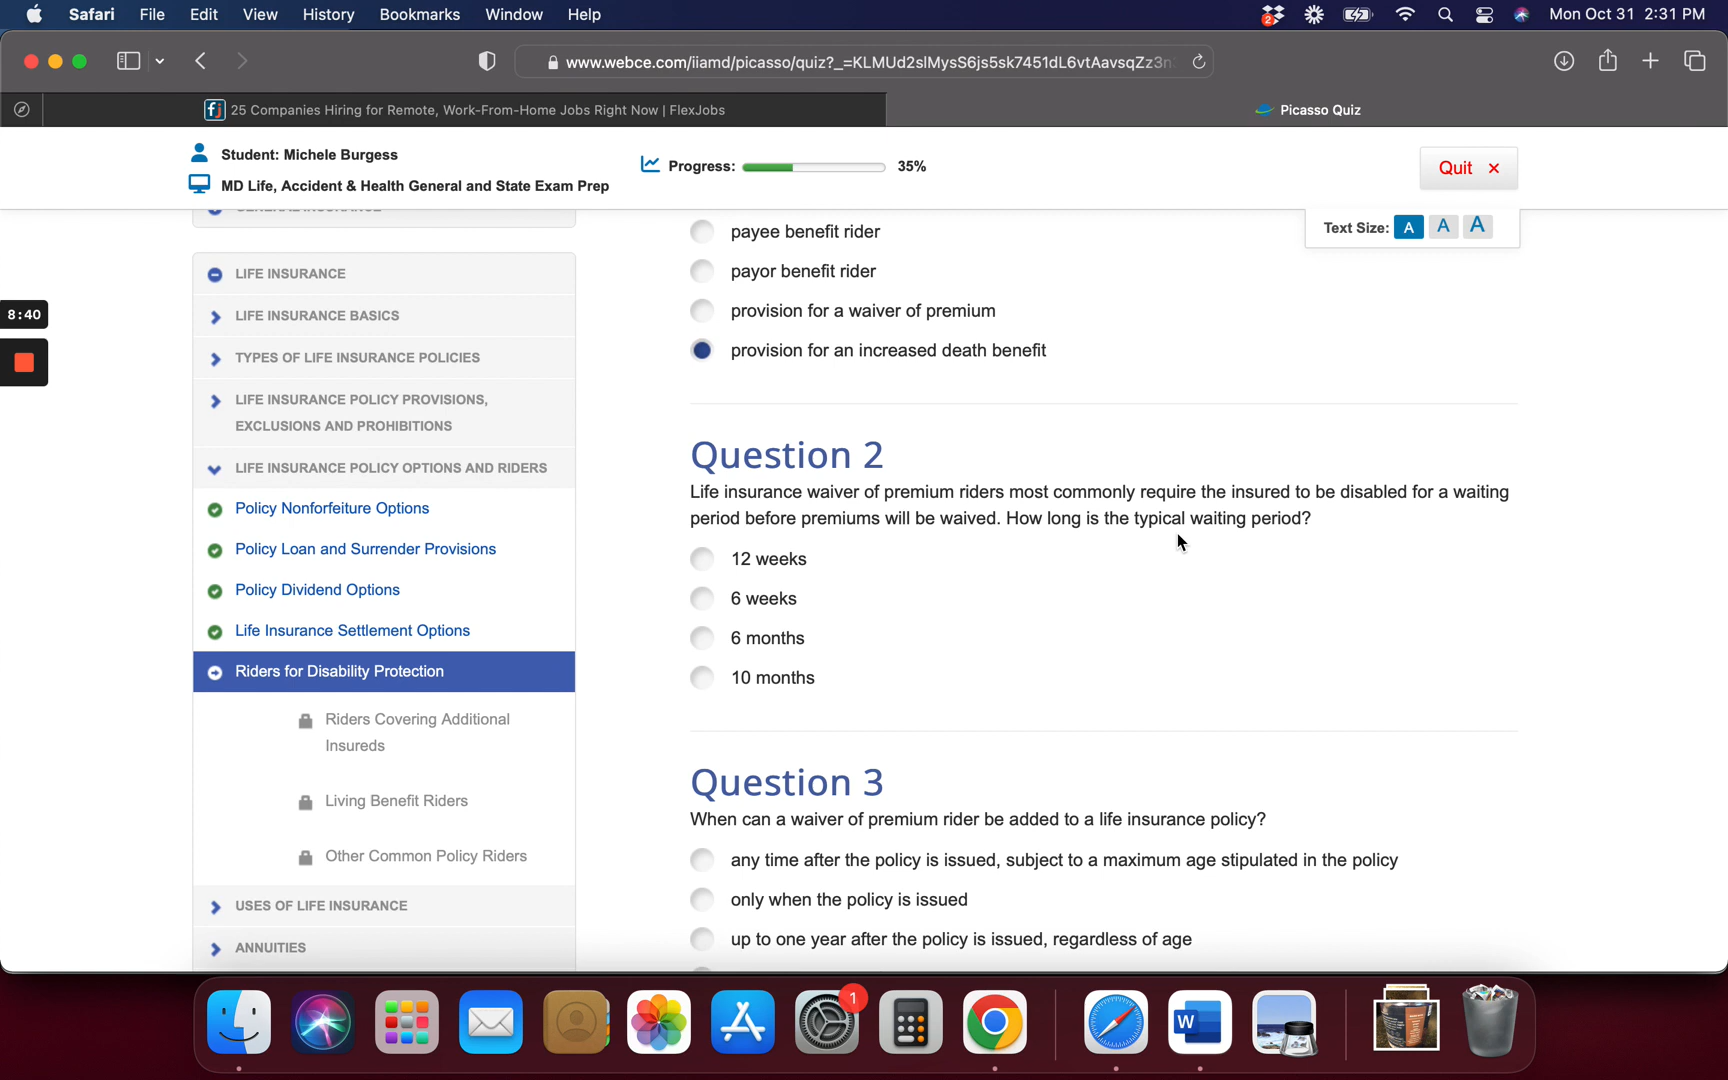 Safari File Edit View History Bookmarks Window Help
2
Mon Oct 31 2:31 PM
www.webce.com/iiamd/picasso/quiz?_=KLMUd2slMysS6js5sk7451dL6vtAavsqZz3n
25 Companies Hiring for Remote, Work-From-Home Jobs Right Now | FlexJobs
Picasso Quiz
Student: Michele Burgess
MD Life, Accident & Health General and State Exam Prep
Progress: 35%
Quit ×
Text Size: A A A
8:40
GENERAL INSURANCE
LIFE INSURANCE
LIFE INSURANCE BASICS
TYPES OF LIFE INSURANCE POLICIES
LIFE INSURANCE POLICY PROVISIONS,
EXCLUSIONS AND PROHIBITIONS
LIFE INSURANCE POLICY OPTIONS AND RIDERS
Policy Nonforfeiture Options
Policy Loan and Surrender Provisions
Policy Dividend Options
Life Insurance Settlement Options
Riders for Disability Protection
Riders Covering Additional
Insureds
Living Benefit Riders
Other Common Policy Riders
USES OF LIFE INSURANCE
ANNUITIES
payee benefit rider
payor benefit rider
provision for a waiver of premium
provision for an increased death benefit
Question 2
Life insurance waiver of premium riders most commonly require the insured to be disabled for a waiting
period before premiums will be waived. How long is the typical waiting period?
12 weeks
6 weeks
6 months
10 months
Question 3
When can a waiver of premium rider be added to a life insurance policy?
any time after the policy is issued, subject to a maximum age stipulated in the policy
only when the policy is issued
up to one year after the policy is issued, regardless of age
1
W